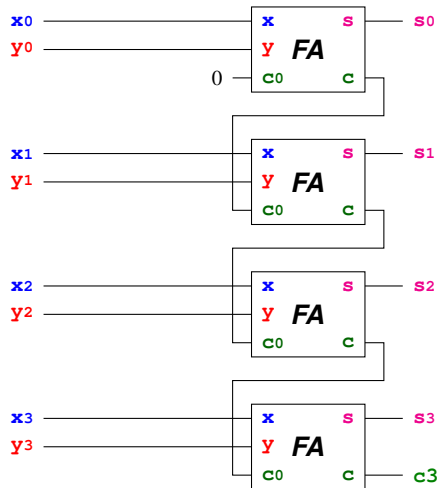 x0 x s s0
y0 y FA
0 c0 c
x1 x s s1
y1 y FA
c0 c
x2 x s s2
y2 y FA
c0 c
x3 x s s3
y3 y FA
c0 c c3